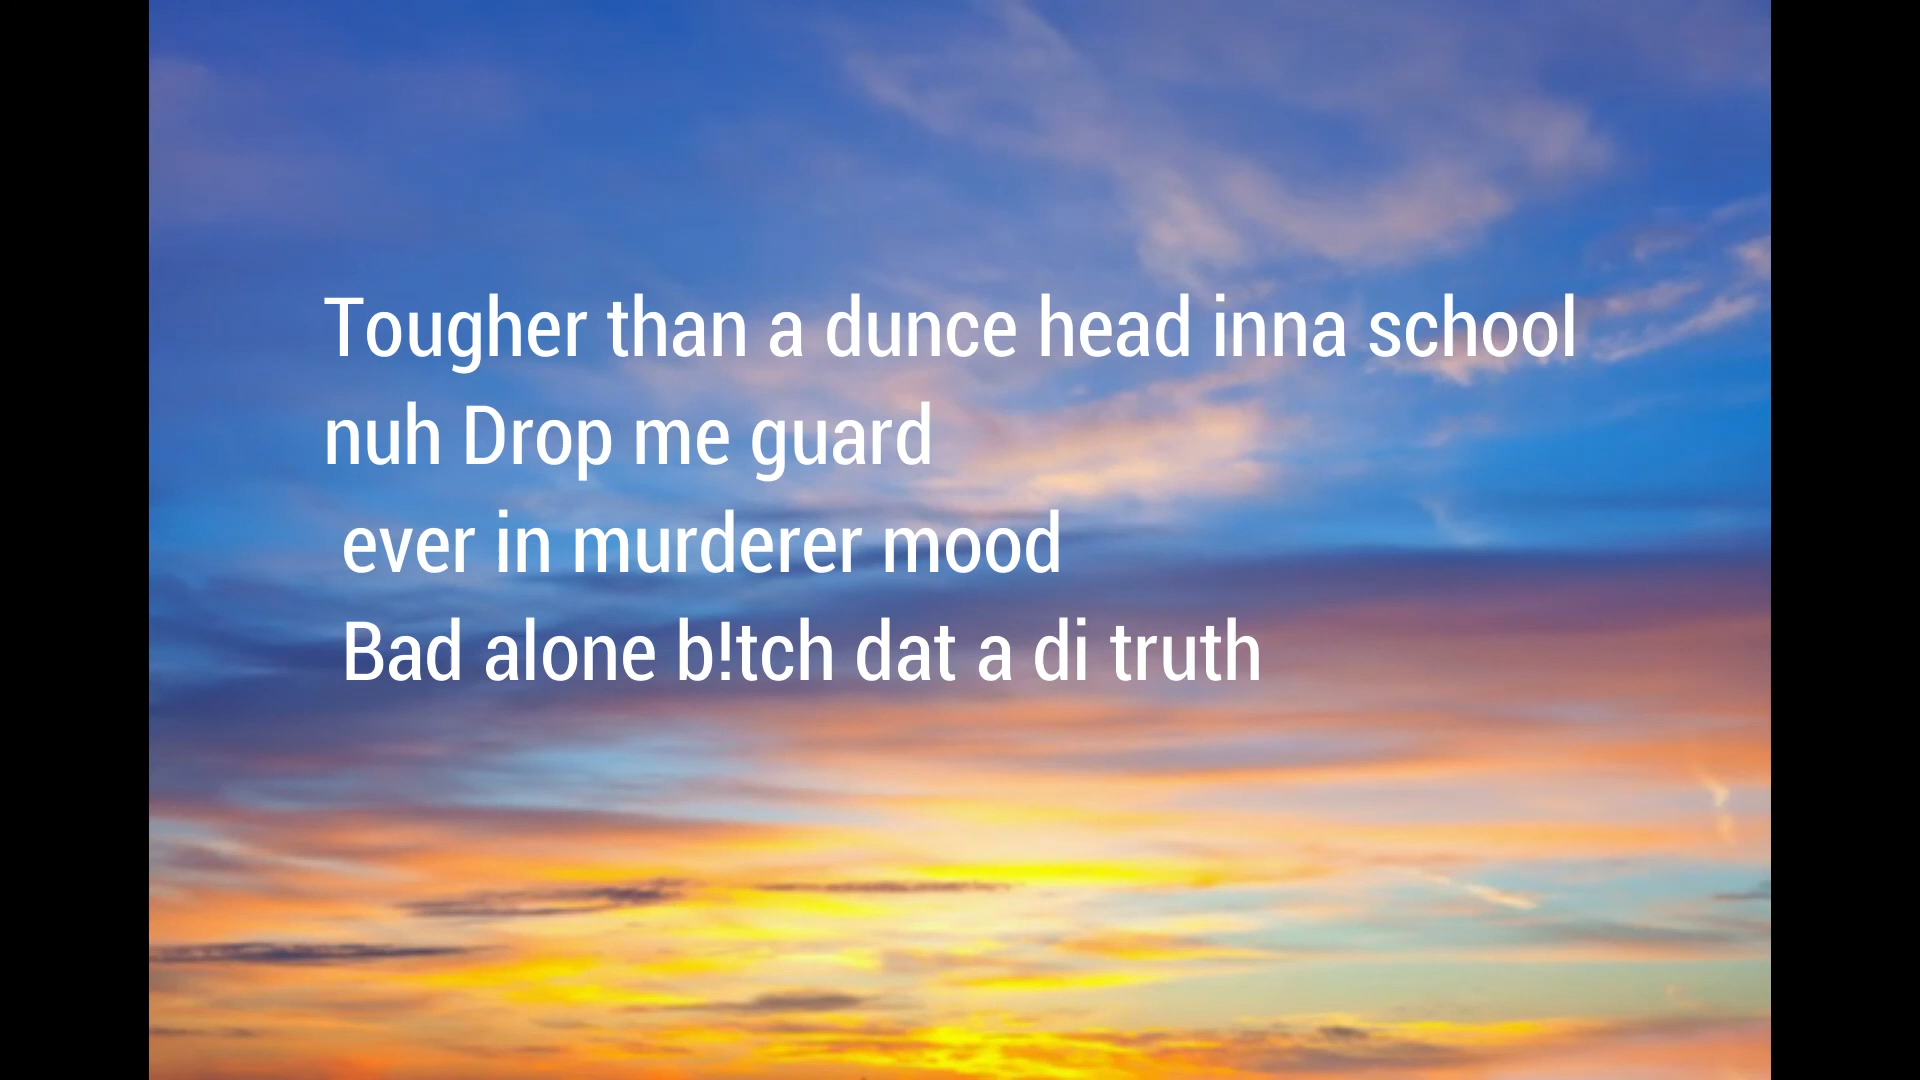 Tougher than a dunce head inna school
nuh Drop me guard
ever in murderer mood
Bad alone b!tch dat a di truth